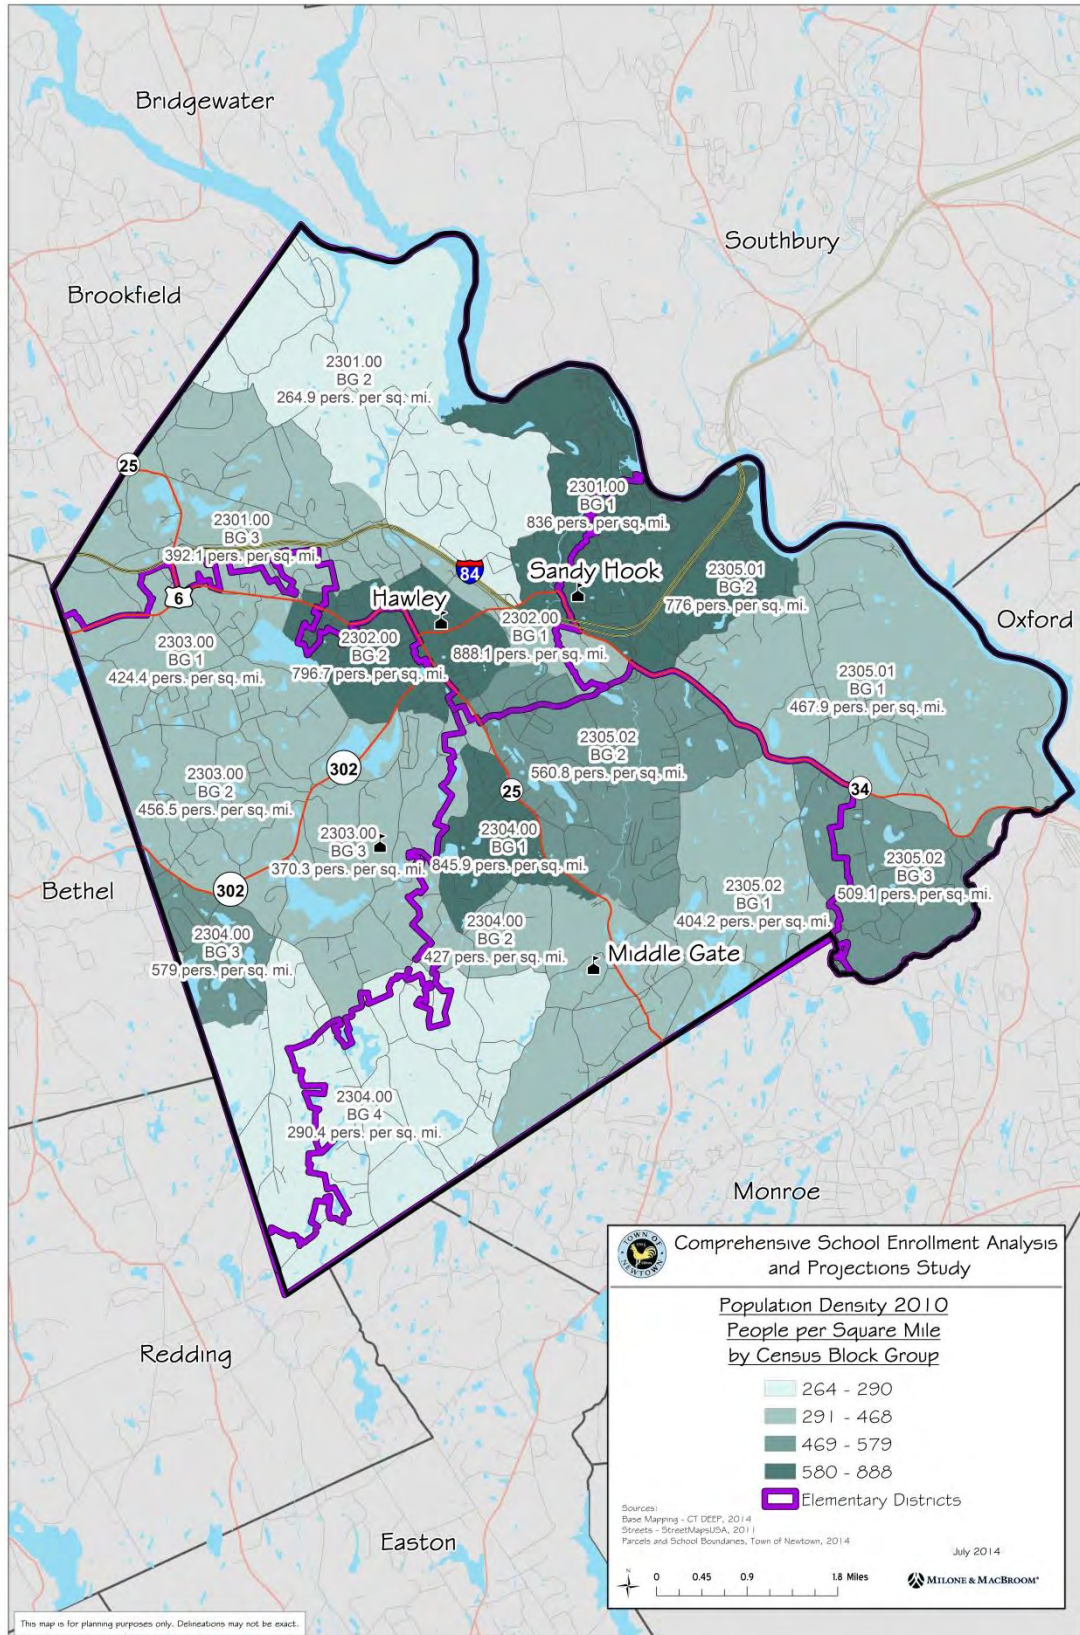 Bridgewater
Southbury
Brookfield
2301.00
BG 2
264.9 pers. per sq. mi.
25
2301.00
BG 1
836 pers. per sq. mi.
2301.00
BG 3
392.1 pers. per sq. mi.
84
Sandy Hook
2305.01
BG 2
776 pers. per sq. mi.
6
Hawley
Oxford
2302.00
BG 1
888.1 pers. per sq. mi.
2302.00
BG 2
796.7 pers. per sq. mi.
2303.00
BG 1
424.4 pers. per sq. mi.
2305.01
BG 1
467.9 pers. per sq. mi.
2305.02
BG 2
560.8 pers. per sq. mi.
302
2303.00
BG 2
456.5 pers. per sq. mi.
25
34
2304.00
BG 1
845.9 pers. per sq. mi.
2303.00
BG 3
370.3 pers. per sq. mi.
2305.02
BG 3
509.1 pers. per sq. mi.
Bethel
302
2305.02
BG 1
404.2 pers. per sq. mi.
2304.00
BG 2
427 pers. per sq. mi.
2304.00
BG 3
579 pers. per sq. mi.
Middle Gate
2304.00
BG 4
290.4 pers. per sq. mi.
Monroe
Redding
Easton
TOWN OF
NEWTOWN
Comprehensive School Enrollment Analysis
and Projections Study
Population Density 2010
People per Square Mile
by Census Block Group
264 - 290
291 - 468
469 - 579
580 - 888
Elementary Districts
Sources:
Base Mapping - CT DEEP, 2014
Streets - StreetMapsUSA, 2011
Parcels and School Boundaries, Town of Newtown, 2014
July 2014
N
0 0.45 0.9 1.8 Miles
MILONE & MACBROOM®
This map is for planning purposes only. Delineations may not be exact.